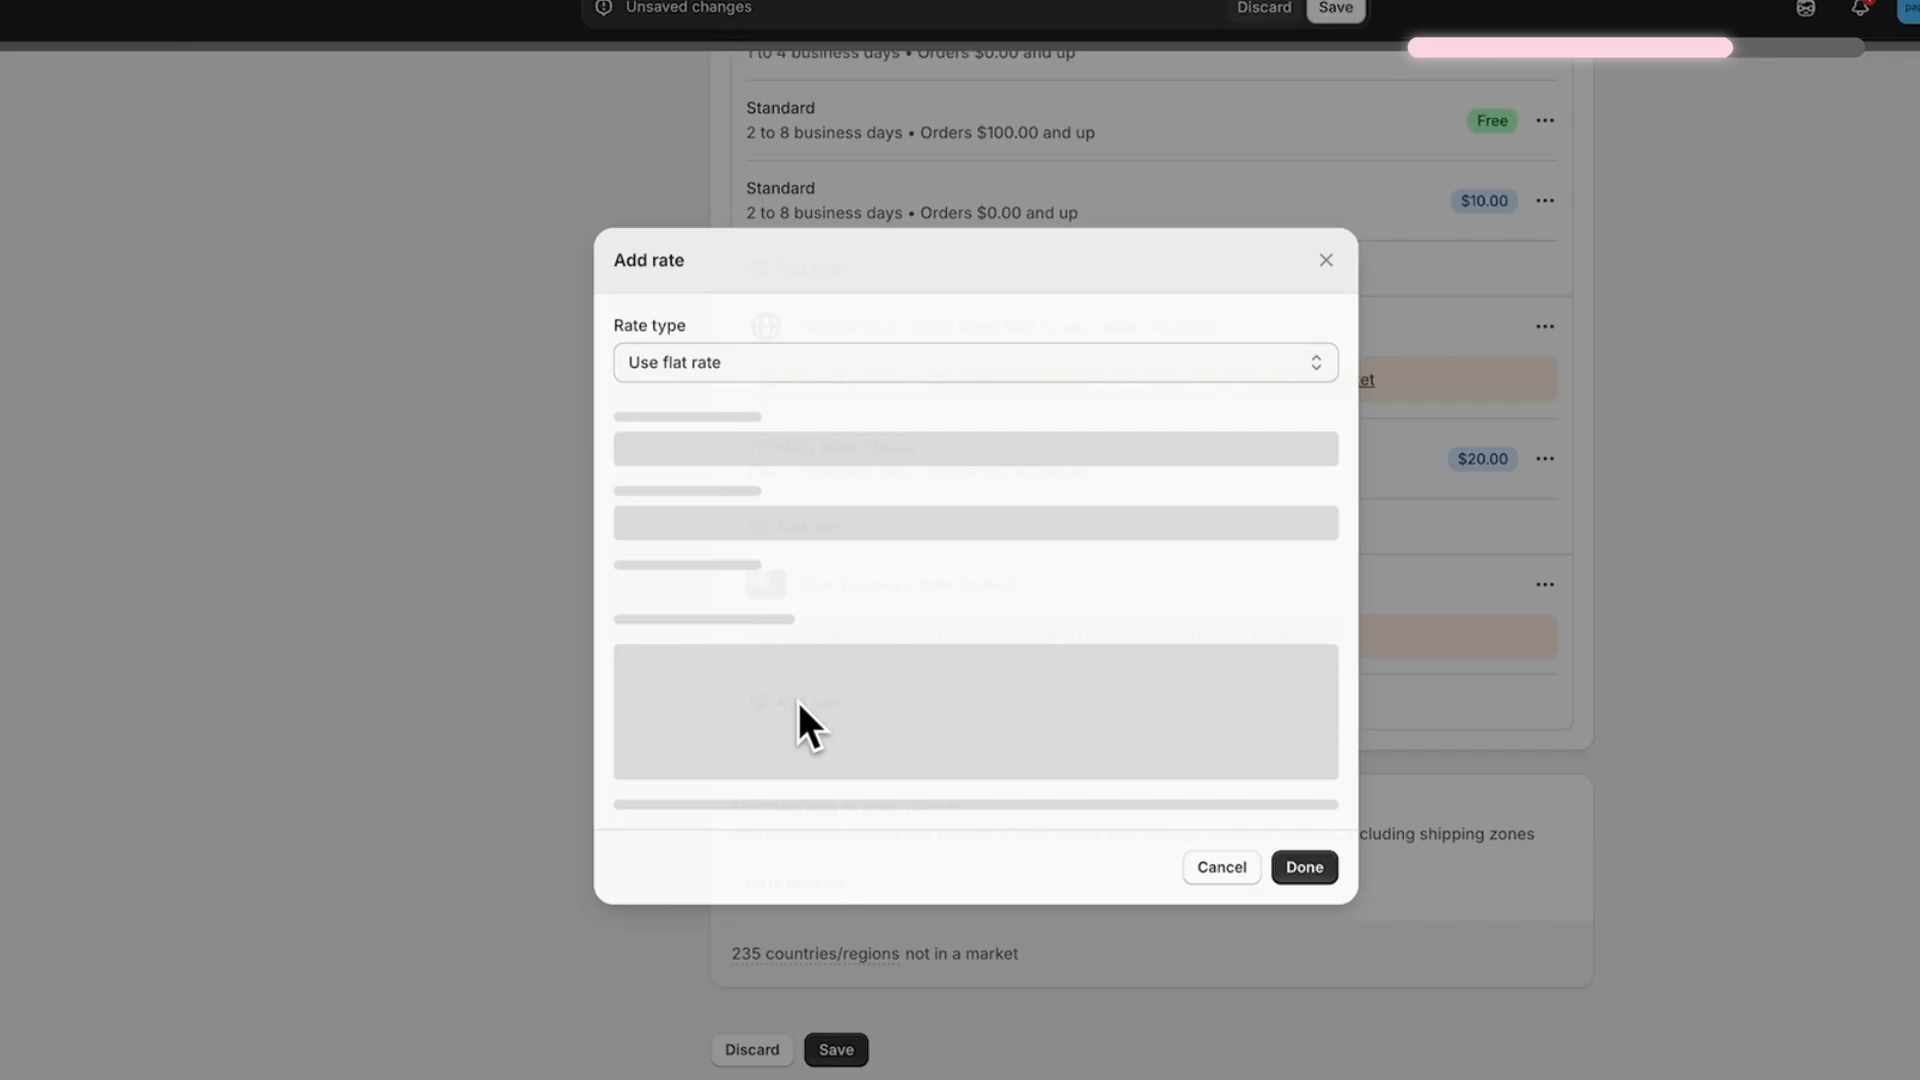 Unsaved changes
Discard
Save
1 to 4 business days • Orders $0.00 and up
Standard
Free
2 to 8 business days • Orders $100.00 and up
Standard
$10.00
2 to 8 business days • Orders $0.00 and up
Add rate
Rate type
Use flat rate
et
$20.00
cluding shipping zones
Cancel
Done
235 countries/regions not in a market
Discard
Save